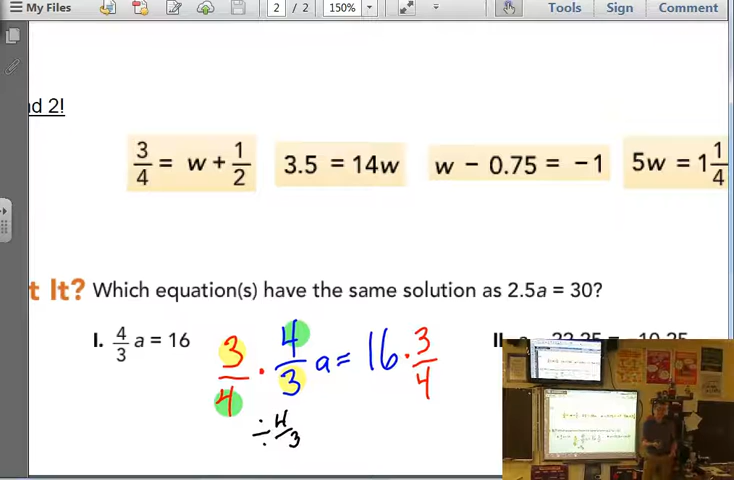 My Files 2 / 2 150% Tools Sign Comment
nd 2!
3/4 = w + 1/2 3.5 = 14w w − 0.75 = −1 5w = 1 1/4
t It? Which equation(s) have the same solution as 2.5a = 30?
I. 4/3 a = 16
3/4 · 4/3 a = 16 · 3/4
÷ 4/3